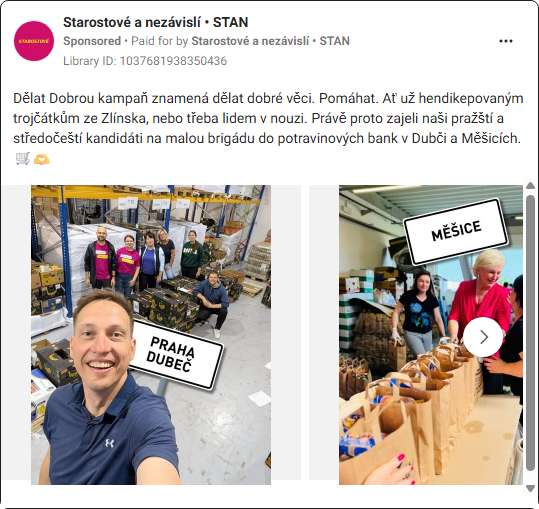 Starostové a nezávislí • STAN
STAROSTOVÉ
Sponsored • Paid for by Starostové a nezávislí • STAN
Library ID: 1037681938350436
Dělat Dobrou kampaň znamená dělat dobré věci. Pomáhat. Ať už hendikepovaným
trojčátkům ze Zlínska, nebo třeba lidem v nouzi. Právě proto zajeli naši pražští a
středočeští kandidáti na malou brigádu do potravinových bank v Dubči a Měšicích.
🛒🫶
PRAHA
DUBEČ
MĚŠICE